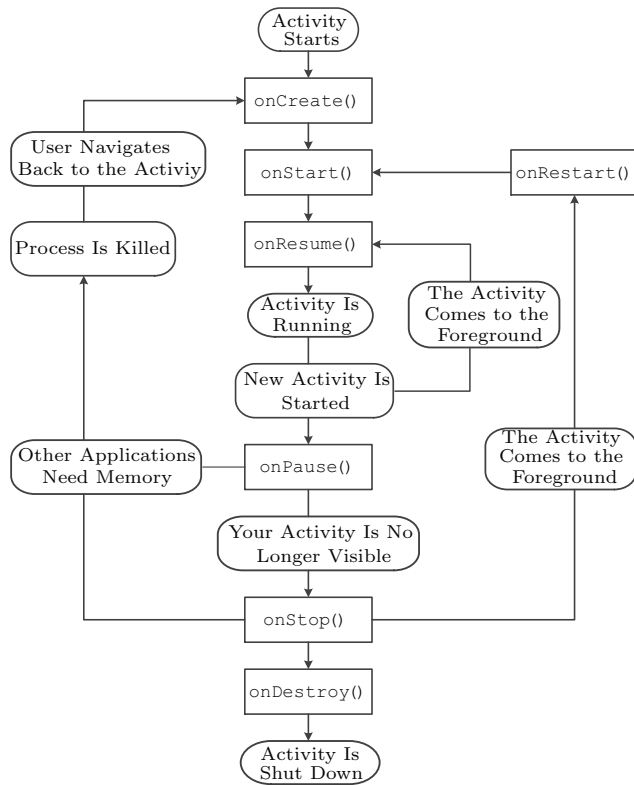 Activity
Starts
onCreate()
User Navigates
Back to the Activiy
onStart()
onRestart()
Process Is Killed
onResume()
Activity Is
Running
The Activity
Comes to the
Foreground
New Activity Is
Started
Other Applications
Need Memory
onPause()
The Activity
Comes to the
Foreground
Your Activity Is No
Longer Visible
onStop()
onDestroy()
Activity Is
Shut Down